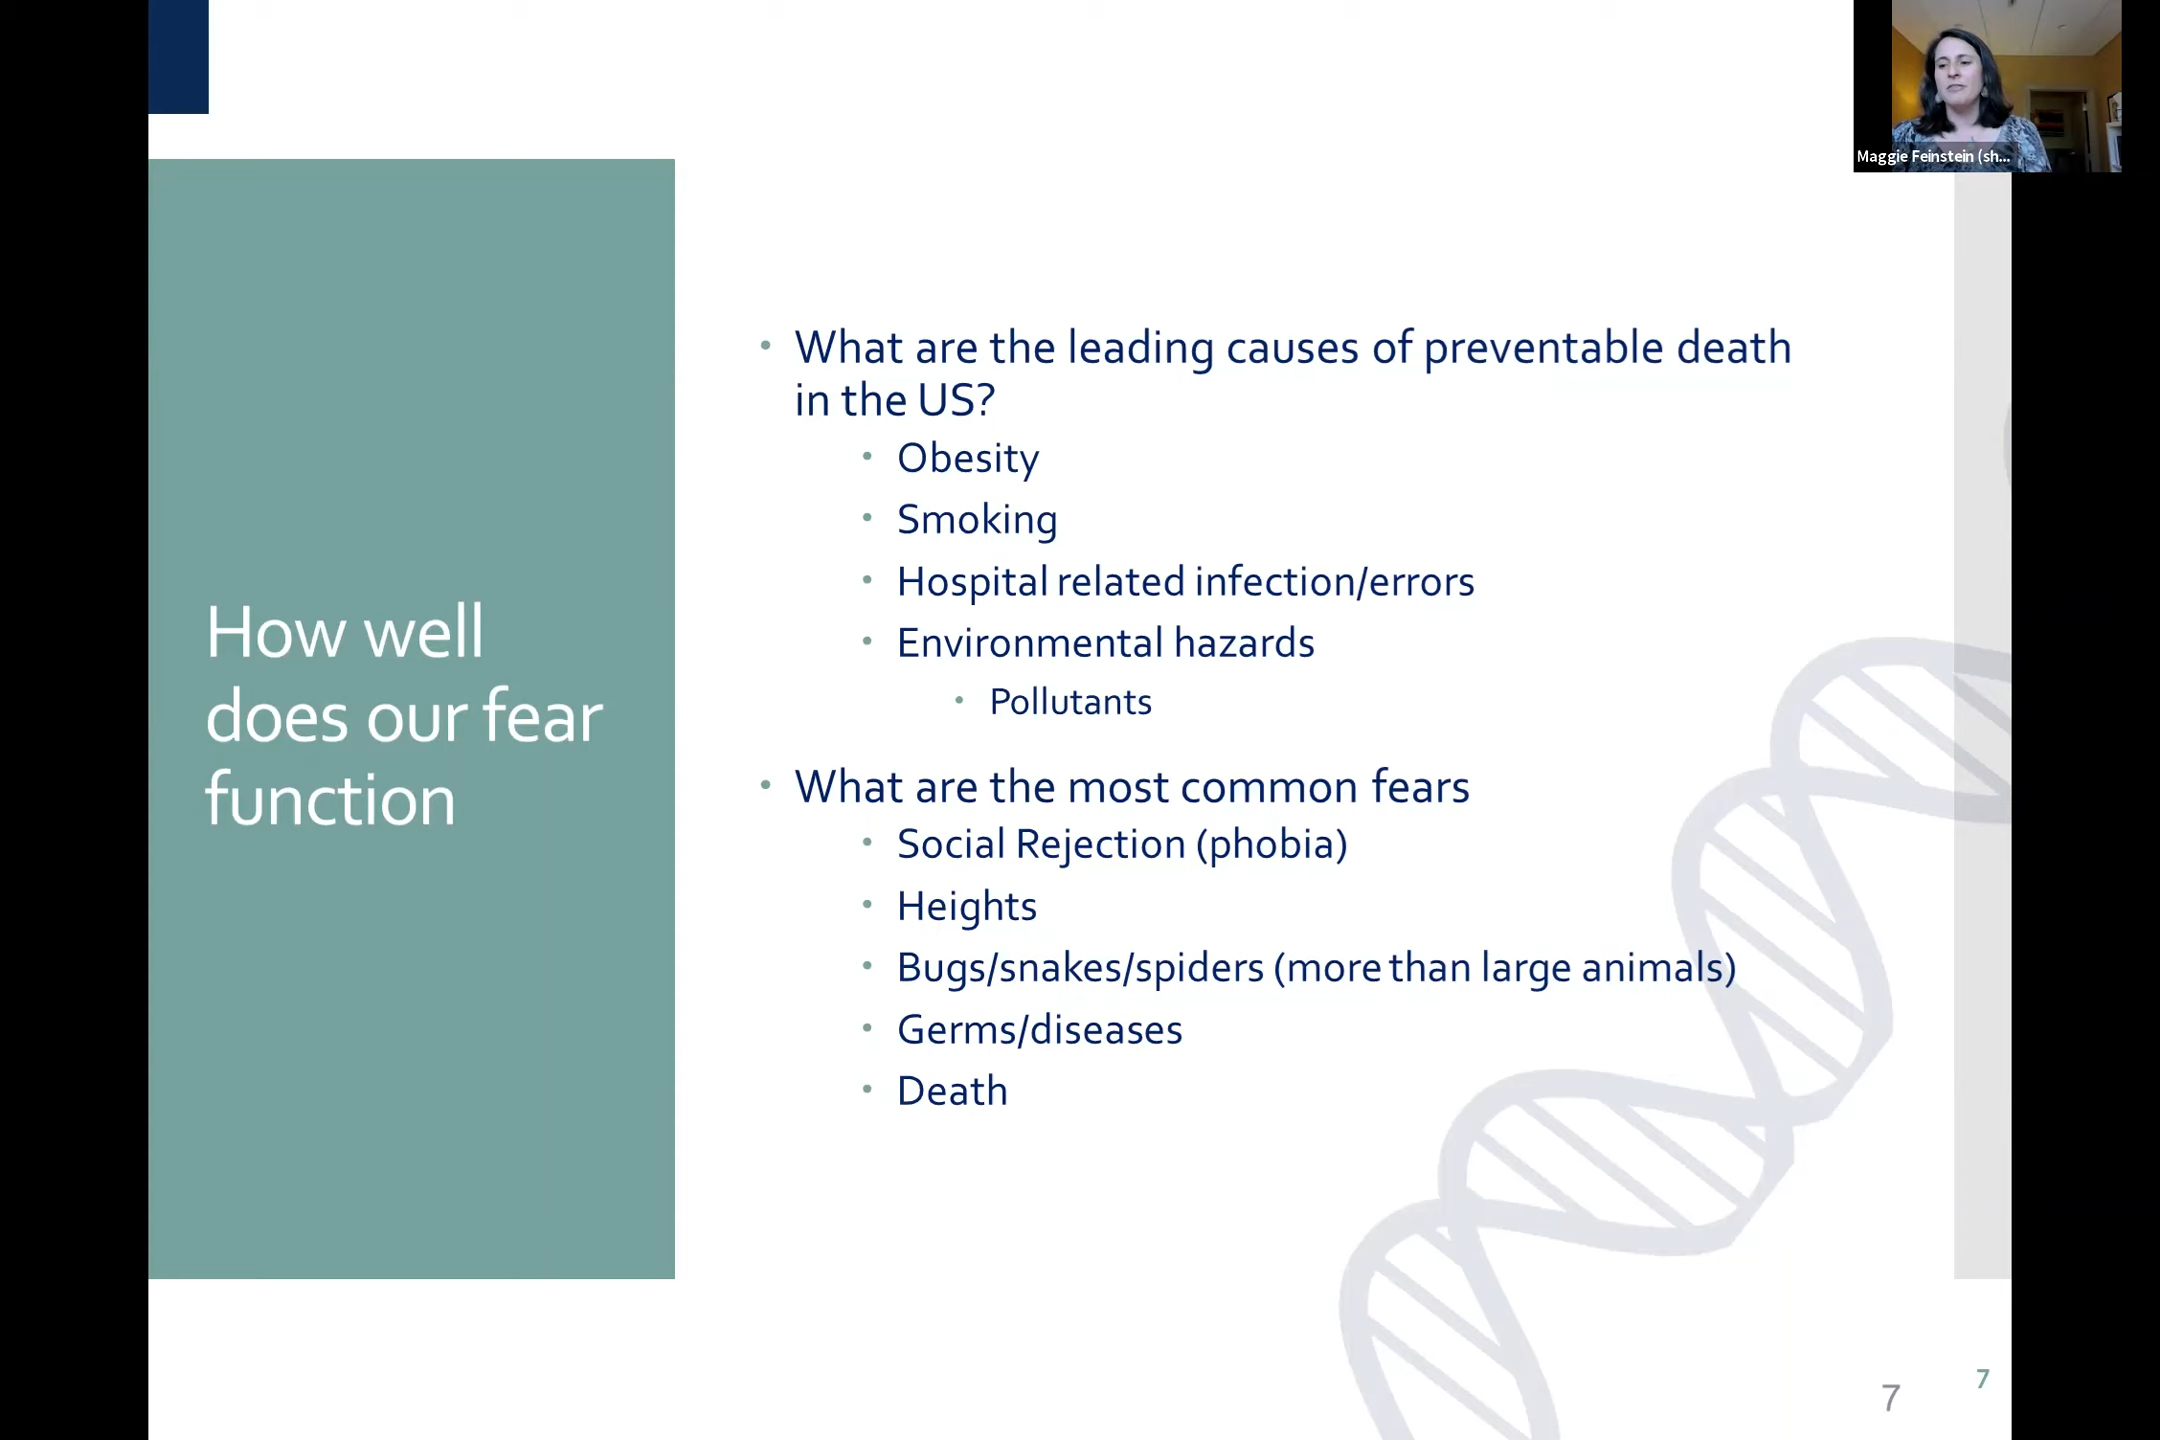 Maggie Feinstein (sh...
How well
does our fear
function
What are the leading causes of preventable death
in the US?
Obesity
Smoking
Hospital related infection/errors
Environmental hazards
Pollutants
What are the most common fears
Social Rejection (phobia)
Heights
Bugs/snakes/spiders (more than large animals)
Germs/diseases
Death
7
7